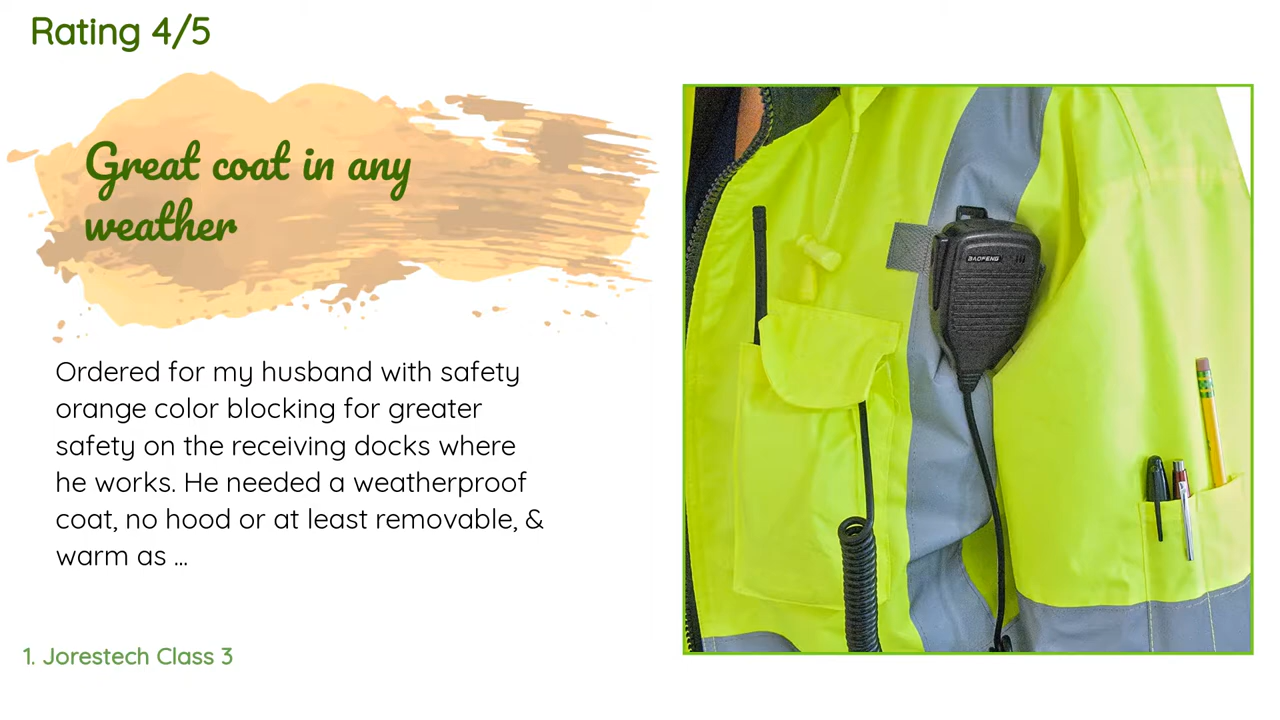 Rating 4/5
Great coat in any
weather
Ordered for my husband with safety
orange color blocking for greater
safety on the receiving docks where
he works. He needed a weatherproof
coat, no hood or at least removable, &
warm as ...
1. Jorestech Class 3
BAOFENG